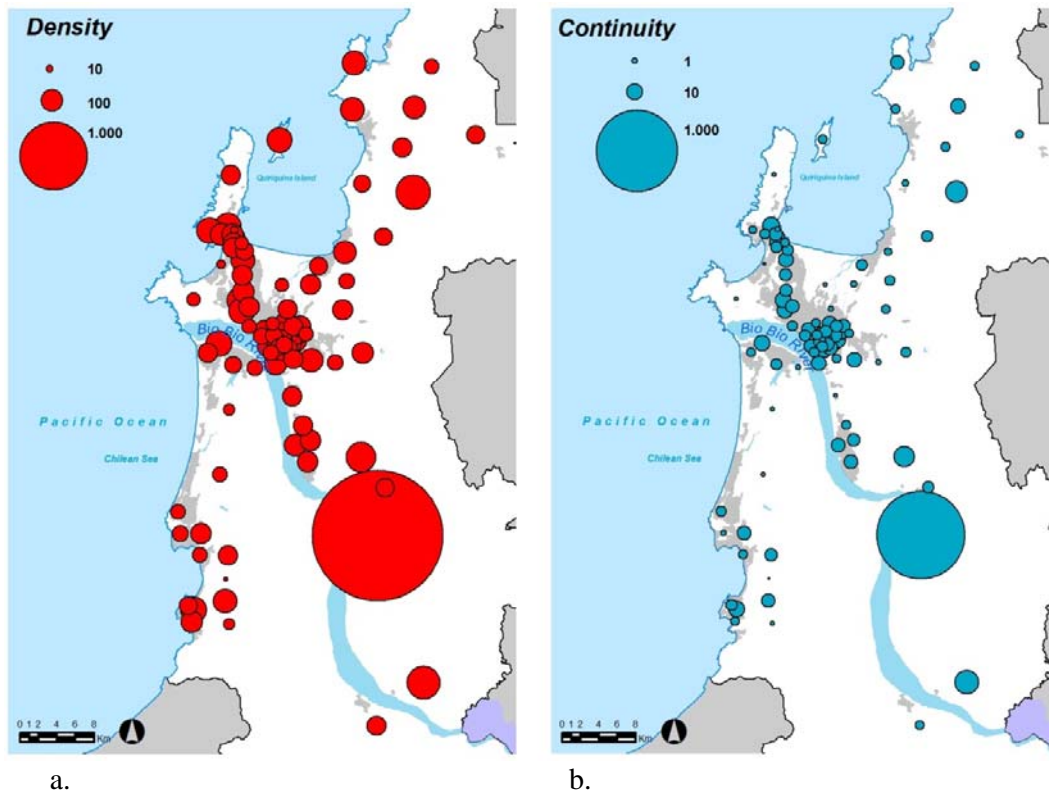 Density
10
100
1.000
Quiriquina Island
Bio Bio River
Pacific Ocean
Chilean Sea
0 1 2 4 6 8
Km
a.
Continuity
1
10
1.000
Quiriquina Island
Bio Bio River
Pacific Ocean
Chilean Sea
0 1 2 4 6 8
Km
b.